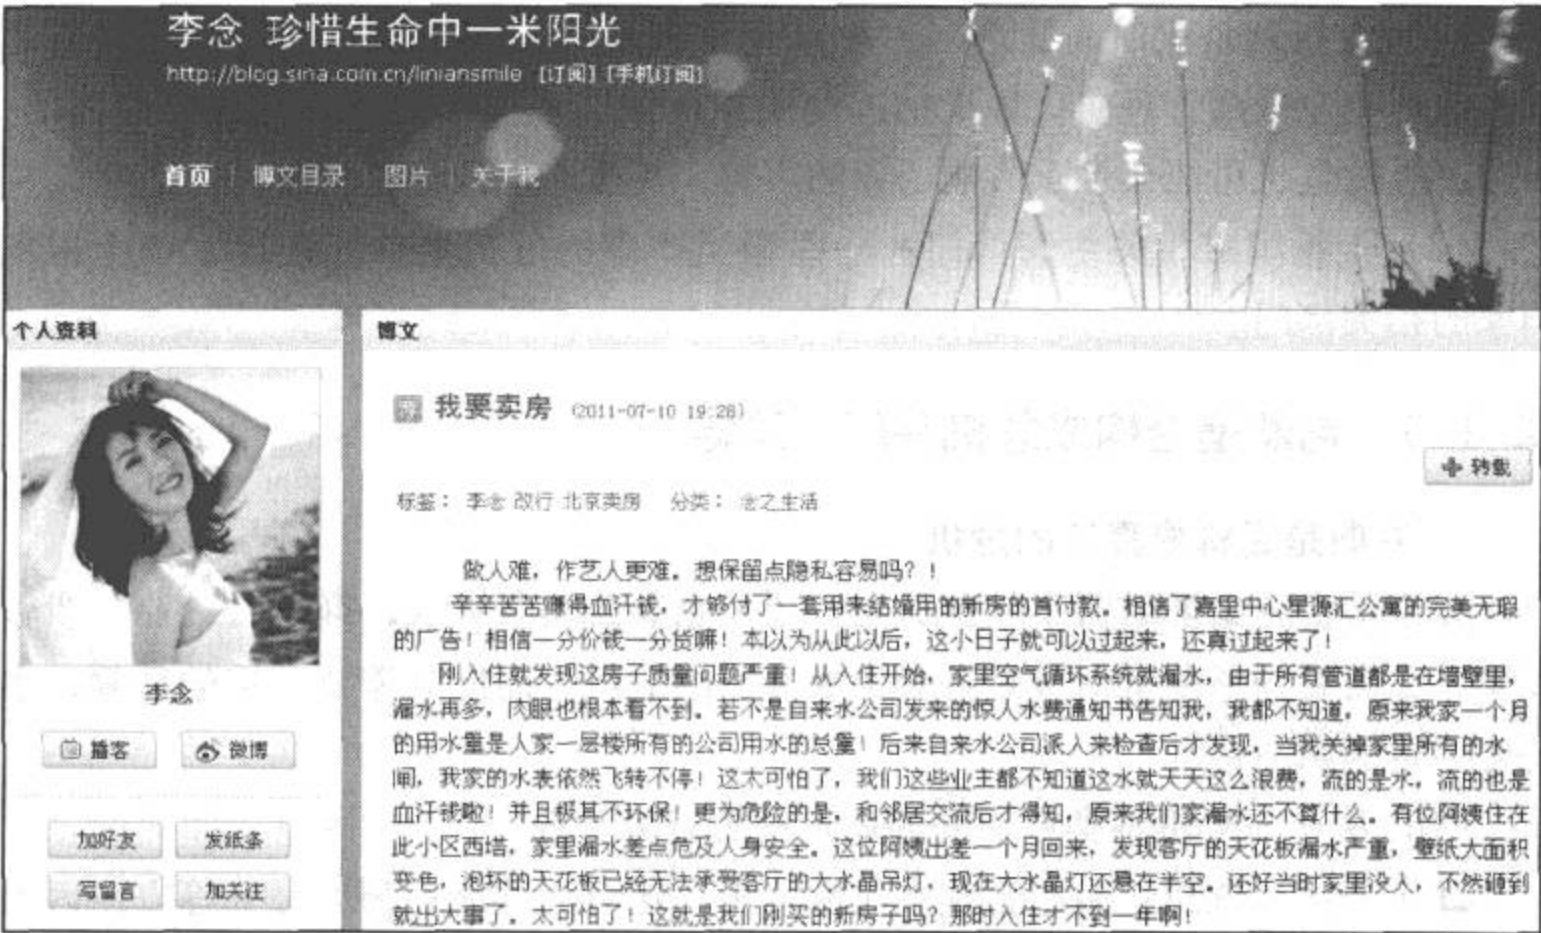 李念 珍惜生命中一米阳光
http://blog.sina.com.cn/liniansmile [订阅] [手机订阅]
首页 博文目录 图片 关于我
个人资料
李念
播客 微博
加好友 发纸条
写留言 加关注
博文
我要卖房 (2011-07-10 19:28)
转载
标签： 李念 改行 北京卖房 分类： 念之生活
做人难，作艺人更难。想保留点隐私容易吗？！
辛辛苦苦赚得血汗钱，才够付了一套用来结婚用的新房的首付款。相信了嘉里中心星源汇公寓的完美无瑕
的广告！相信一分价钱一分货嘛！本以为从此以后，这小日子就可以过起来，还真过起来了！
刚入住就发现这房子质量问题严重！从入住开始，家里空气循环系统就漏水，由于所有管道都是在墙壁里，
漏水再多，肉眼也根本看不到。若不是自来水公司发来的惊人水费通知书告知我，我都不知道，原来我家一个月
的用水量是人家一层楼所有的公司用水的总量！后来自来水公司派人来检查后才发现，当我关掉家里所有的水
闸，我家的水表依然飞转不停！这太可怕了，我们这些业主都不知道这水就天天这么浪费，流的是水，流的也是
血汗钱啦！并且极其不环保！更为危险的是，和邻居交流后才得知，原来我们家漏水还不算什么。有位阿姨住在
此小区西塔，家里漏水差点危及人身安全。这位阿姨出差一个月回来，发现客厅的天花板漏水严重，壁纸大面积
变色，泡坏的天花板已经无法承受客厅的大水晶吊灯，现在大水晶灯还悬在半空。还好当时家里没人，不然砸到
就出大事了。太可怕了！这就是我们刚买的新房子吗？那时入住才不到一年啊！